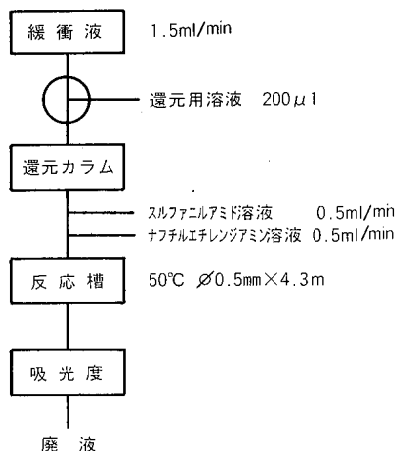 緩衝液 1.5ml/min
還元用溶液 200μl
還元カラム
スルファニルアミド溶液 0.5ml/min
ナフチルエチレンジアミン溶液 0.5ml/min
反応槽 50℃ ∅0.5mm×4.3m
吸光度
廃液